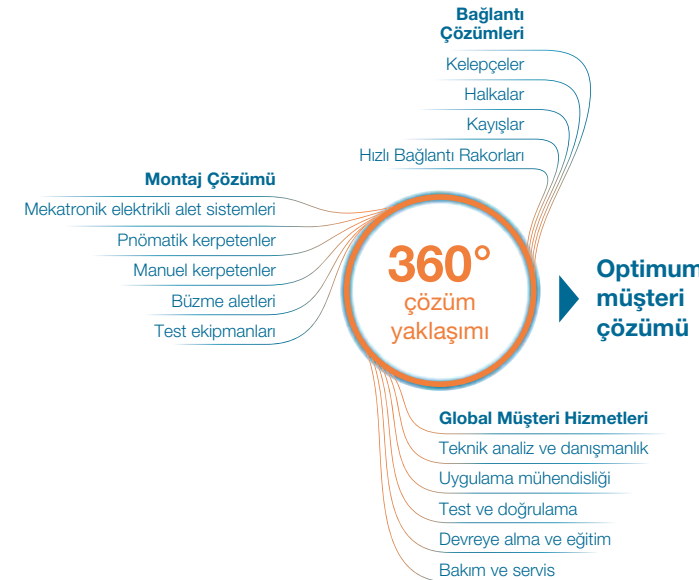 Bağlantı
Çözümleri
Kelepçeler
Halkalar
Kayışlar
Hızlı Bağlantı Rakorları
Montaj Çözümü
Mekatronik elektrikli alet sistemleri
Pnömatik kerpetenler
Manuel kerpetenler
Büzme aletleri
Test ekipmanları
360°
çözüm
yaklaşımı
Optimum
müşteri
çözümü
Global Müşteri Hizmetleri
Teknik analiz ve danışmanlık
Uygulama mühendisliği
Test ve doğrulama
Devreye alma ve eğitim
Bakım ve servis